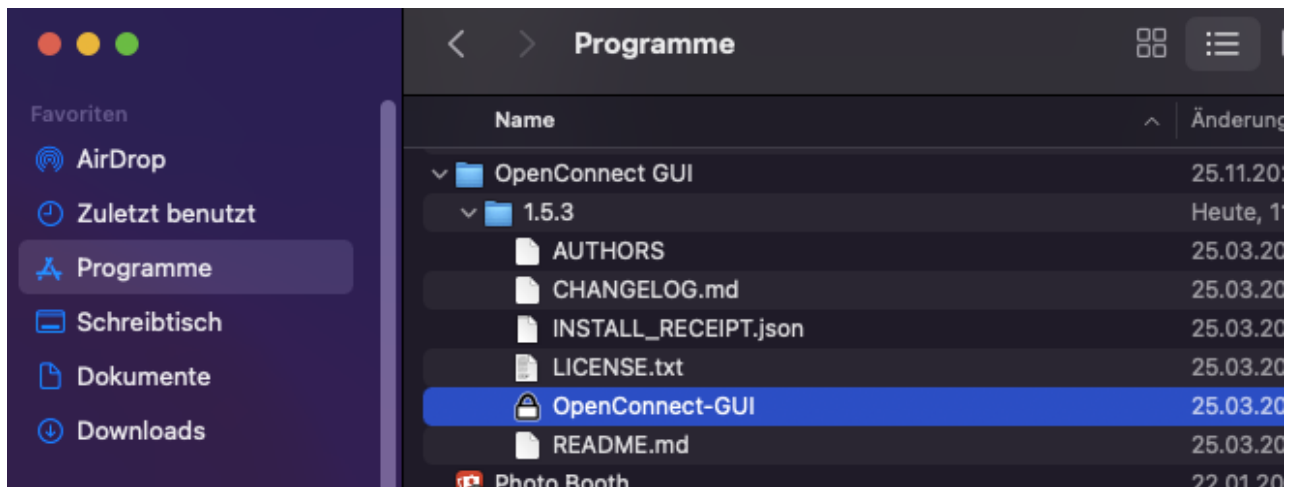 Programme
Favoriten
AirDrop
Zuletzt benutzt
Programme
Schreibtisch
Dokumente
Downloads
Name
OpenConnect GUI 25.11.20
1.5.3 Heute, 1
AUTHORS 25.03.20
CHANGELOG.md 25.03.20
INSTALL_RECEIPT.json 25.03.20
LICENSE.txt 25.03.20
OpenConnect-GUI 25.03.20
README.md 25.03.20
Photo Booth 22.01.20